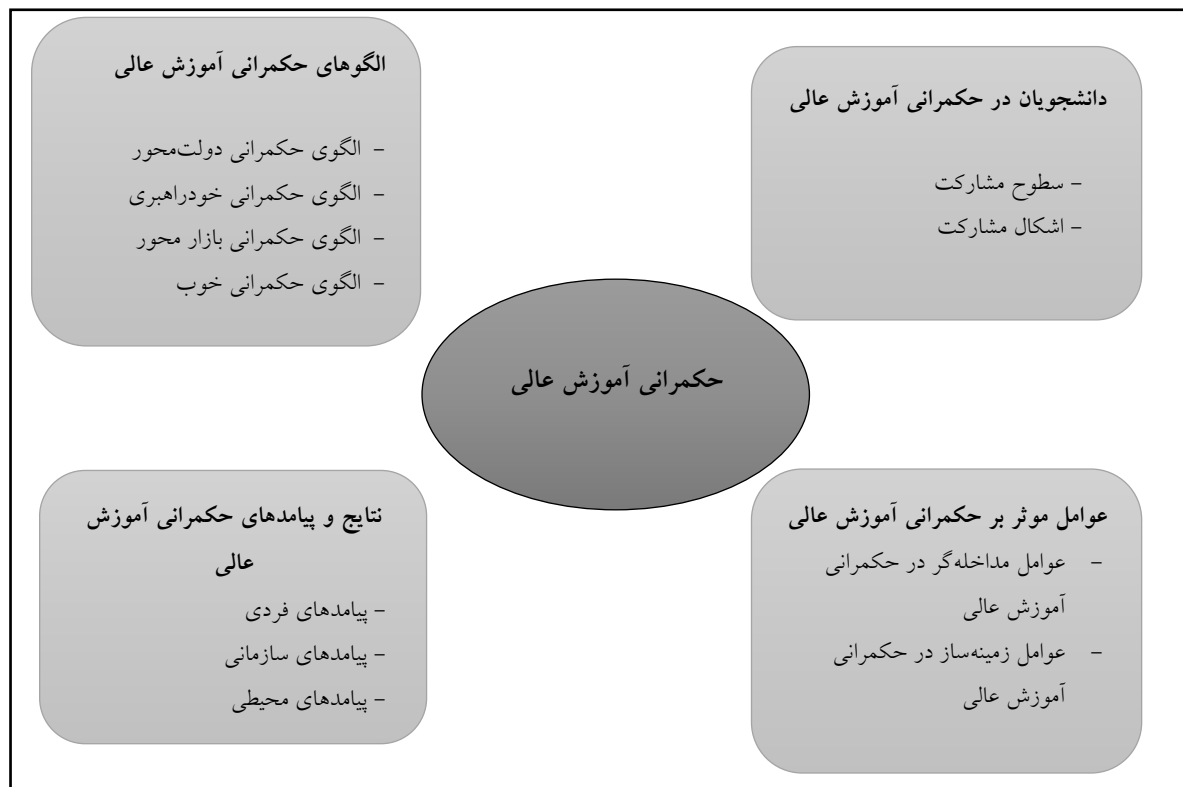 دانشجویان در حکمرانی آموزش عالی
- سطوح مشارکت
- اشکال مشارکت
الگوهای حکمرانی آموزش عالی
- الگوی حکمرانی دولت‌محور
- الگوی حکمرانی خودراهبری
- الگوی حکمرانی بازار محور
- الگوی حکمرانی خوب
حکمرانی آموزش عالی
عوامل موثر بر حکمرانی آموزش عالی
- عوامل مداخله‌گر در حکمرانی
آموزش عالی
- عوامل زمینه‌ساز در حکمرانی
آموزش عالی
نتایج و پیامدهای حکمرانی آموزش
عالی
- پیامدهای فردی
- پیامدهای سازمانی
- پیامدهای محیطی